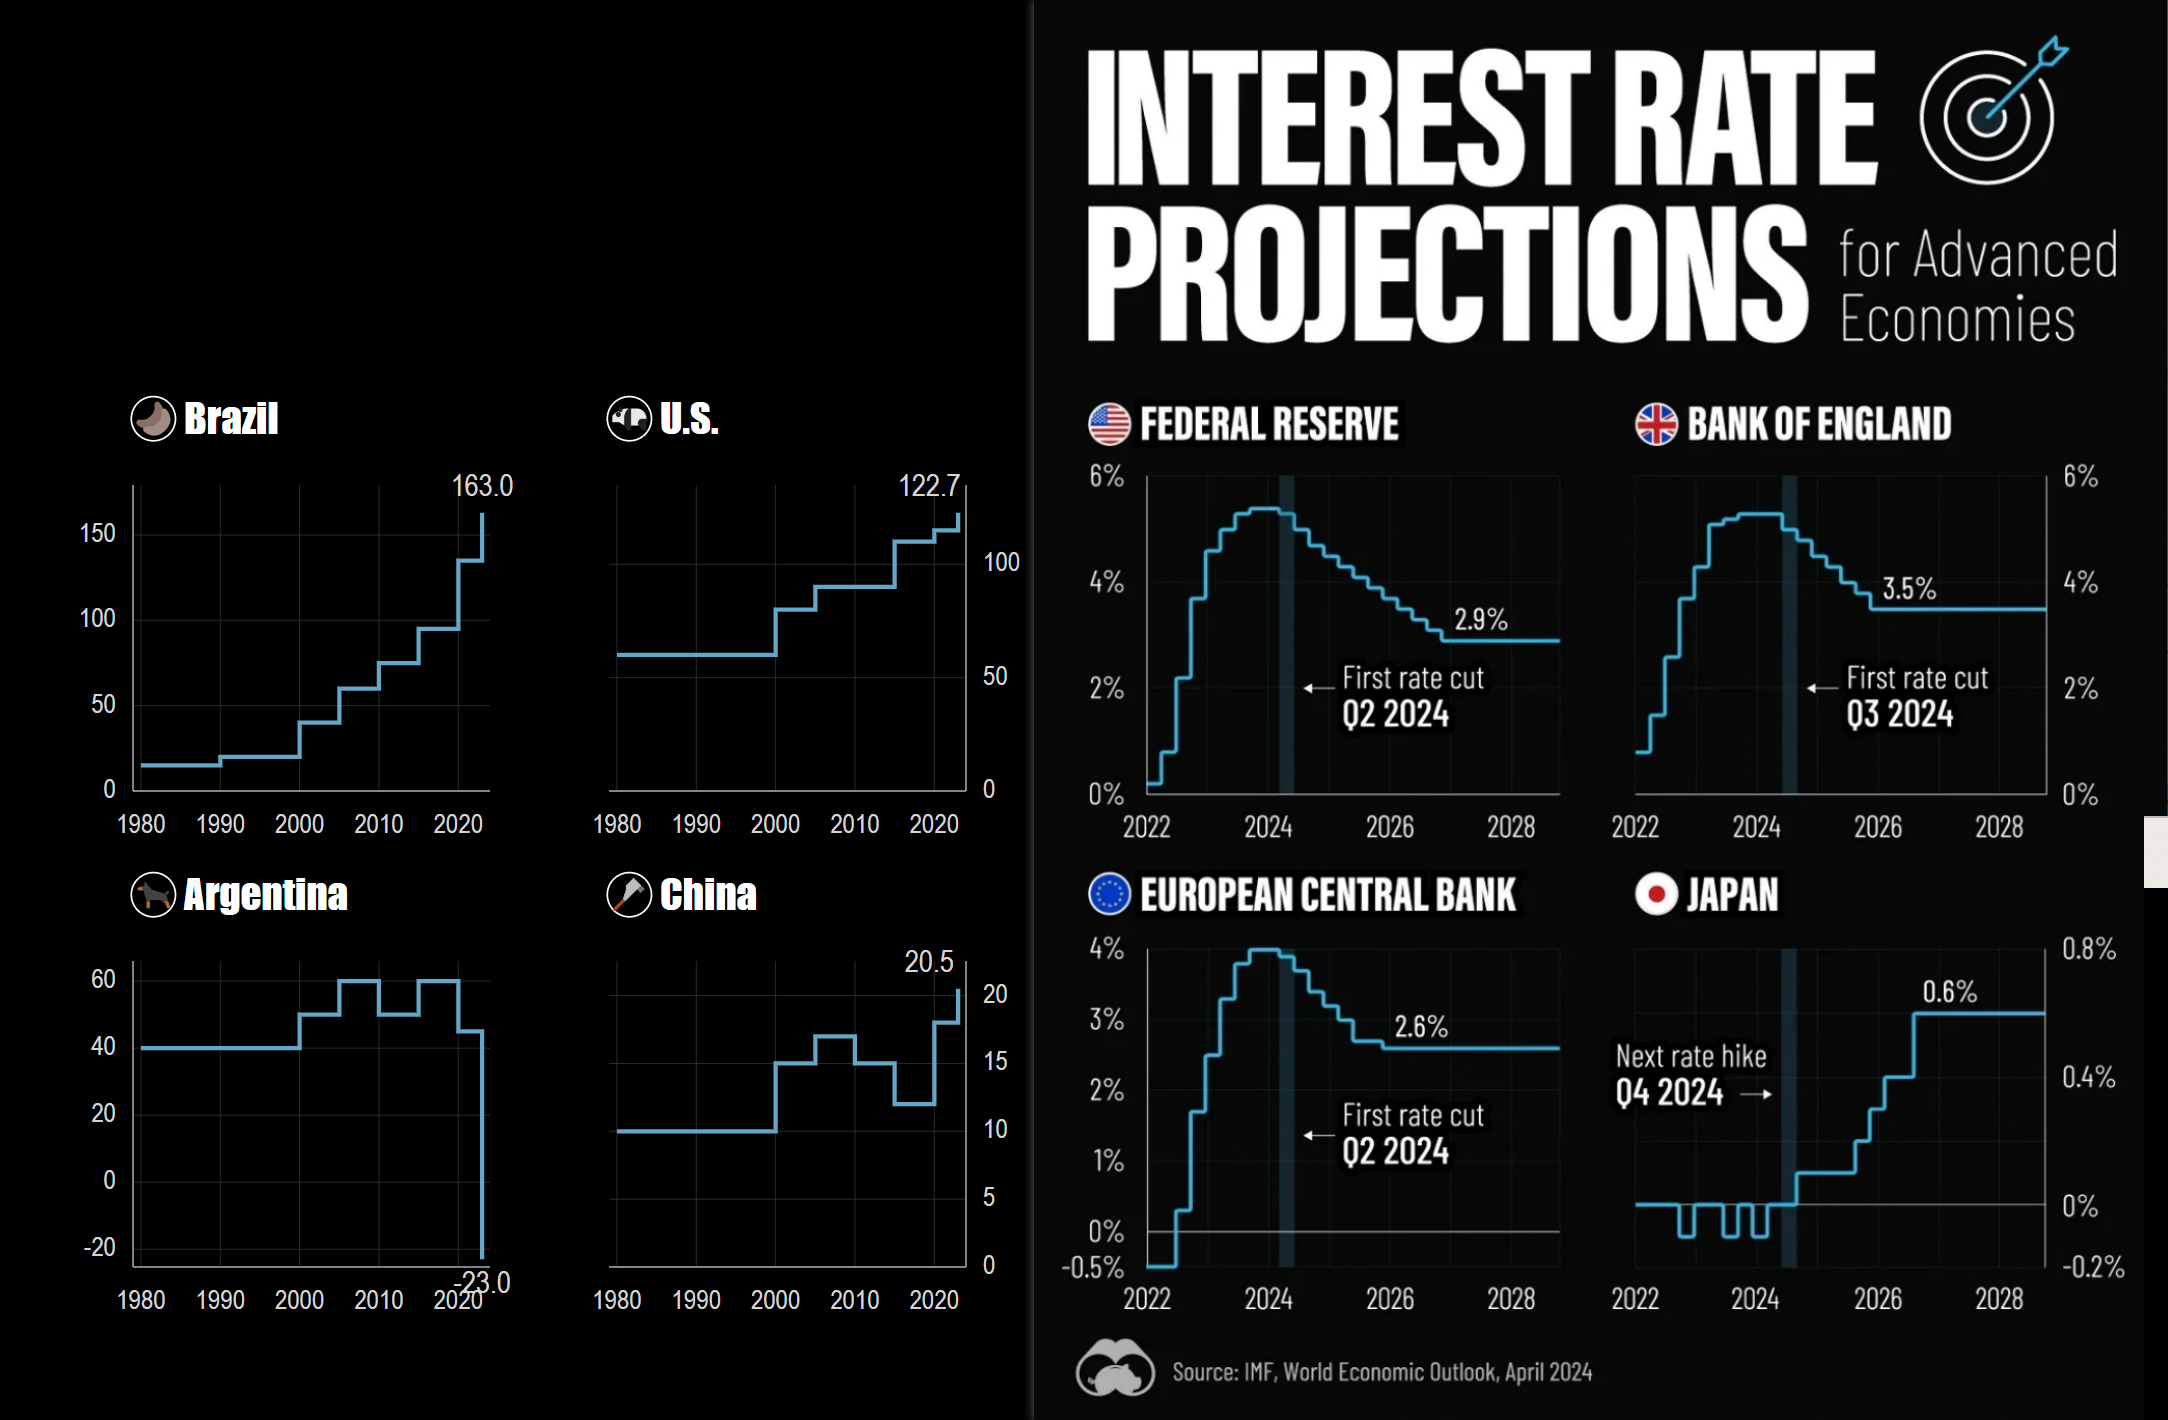 Brazil
163.0
150
100
50
0
1980 1990 2000 2010 2020
U.S.
122.7
100
50
0
1980 1990 2000 2010 2020
Argentina
60
40
20
0
-20
-23.0
1980 1990 2000 2010 2020
China
20.5
20
15
10
5
0
1980 1990 2000 2010 2020
INTEREST RATE
PROJECTIONS
for Advanced
Economies
FEDERAL RESERVE
6%
4%
2%
0%
2.9%
First rate cut
Q2 2024
2022 2024 2026 2028
BANK OF ENGLAND
6%
4%
2%
0%
3.5%
First rate cut
Q3 2024
2022 2024 2026 2028
EUROPEAN CENTRAL BANK
4%
3%
2%
1%
0%
-0.5%
2.6%
First rate cut
Q2 2024
2022 2024 2026 2028
JAPAN
0.8%
0.6%
0.4%
0%
-0.2%
Next rate hike
Q4 2024
2022 2024 2026 2028
Source: IMF, World Economic Outlook, April 2024